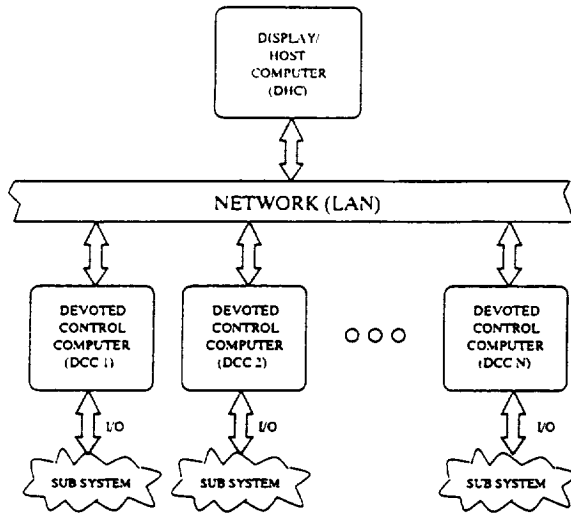 DISPLAY/
HOST
COMPUTER
(DHC)
NETWORK (LAN)
DEVOTED
CONTROL
COMPUTER
(DCC 1)
DEVOTED
CONTROL
COMPUTER
(DCC 2)
DEVOTED
CONTROL
COMPUTER
(DCC N)
I/O
I/O
I/O
SUB SYSTEM
SUB SYSTEM
SUB SYSTEM